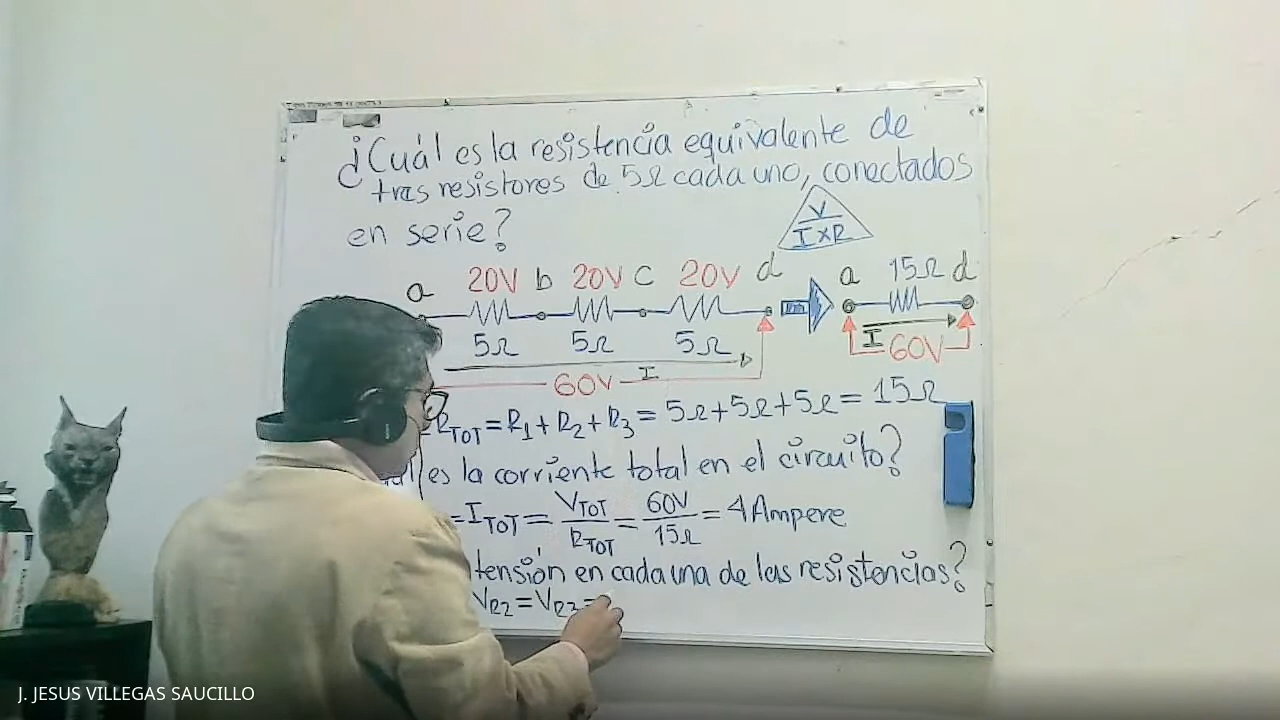 ¿Cuál es la resistencia equivalente de
tres resistores de 5Ω cada uno, conectados
en serie?
V
I×R
a 20V b 20V c 20V d
5Ω 5Ω 5Ω
I
60V
a 15Ω d
I
60V
R_TOT = R1 + R2 + R3 = 5Ω+5Ω+5Ω = 15Ω
es la corriente total en el circuito?
= I_TOT = V_TOT / R_TOT = 60V / 15Ω = 4 Ampere
tensión en cada una de las resistencias?
V_R2 = V_R3 =
J. JESUS VILLEGAS SAUCILLO